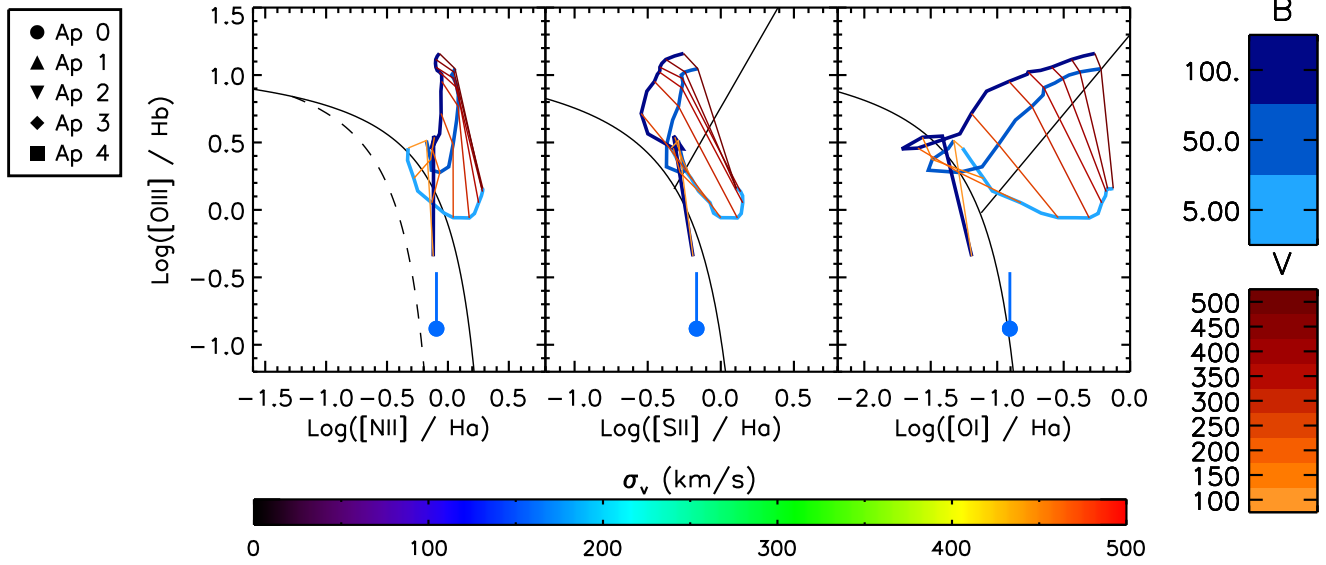 Ap 0
Ap 1
Ap 2
Ap 3
Ap 4
Log([OIII] / Hb)
1.5
1.0
0.5
0.0
−0.5
−1.0
−1.5 −1.0 −0.5 0.0 0.5
Log([NII] / Ha)
−1.0 −0.5 0.0 0.5
Log([SII] / Ha)
−2.0 −1.5 −1.0 −0.5 0.0
Log([OI] / Ha)
B
100.
50.0
5.00
V
500
450
400
350
300
250
200
150
100
σv (km/s)
0 100 200 300 400 500